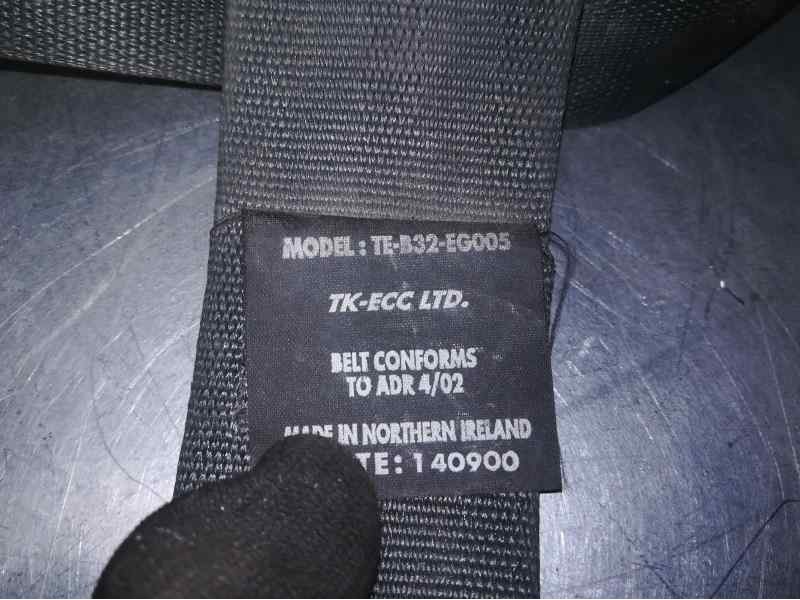 MODEL : TE-B32-EG005
TK-ECC LTD.
BELT CONFORMS
TO ADR 4/02
MADE IN NORTHERN IRELAND
TE: 140900